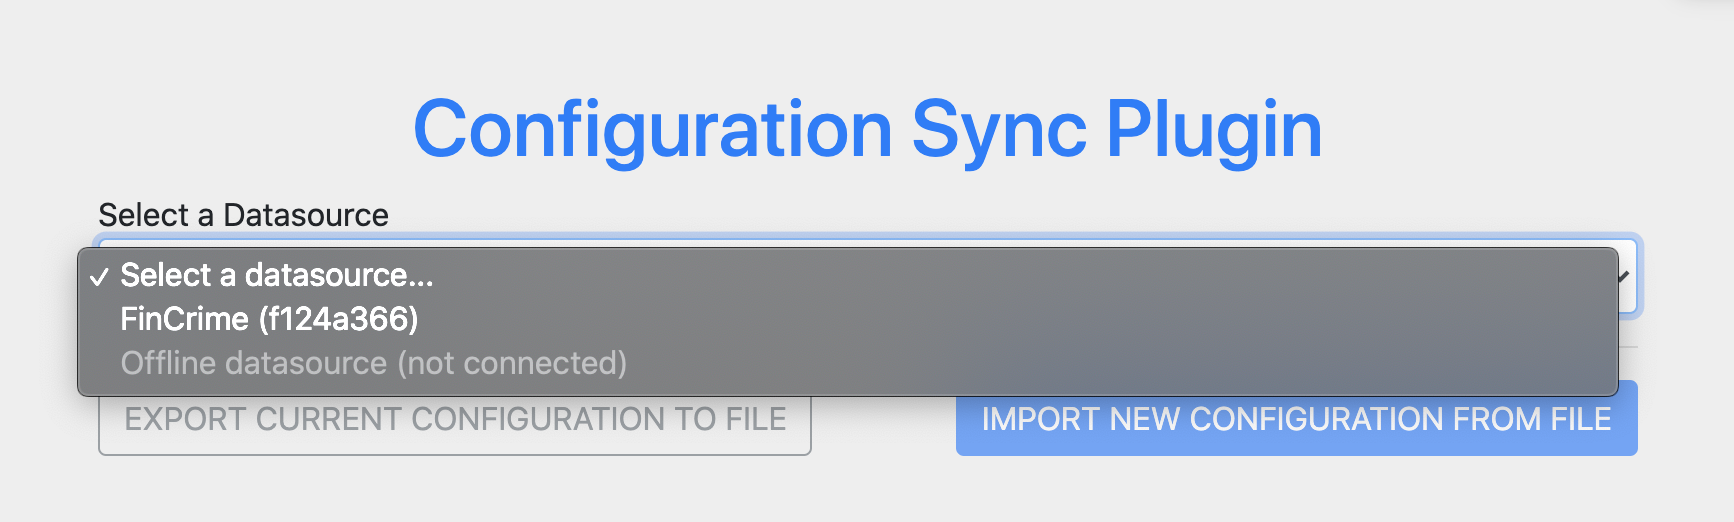 Configuration Sync Plugin
Select a Datasource
Select a datasource...
FinCrime (f124a366)
Offline datasource (not connected)
EXPORT CURRENT CONFIGURATION TO FILE
IMPORT NEW CONFIGURATION FROM FILE